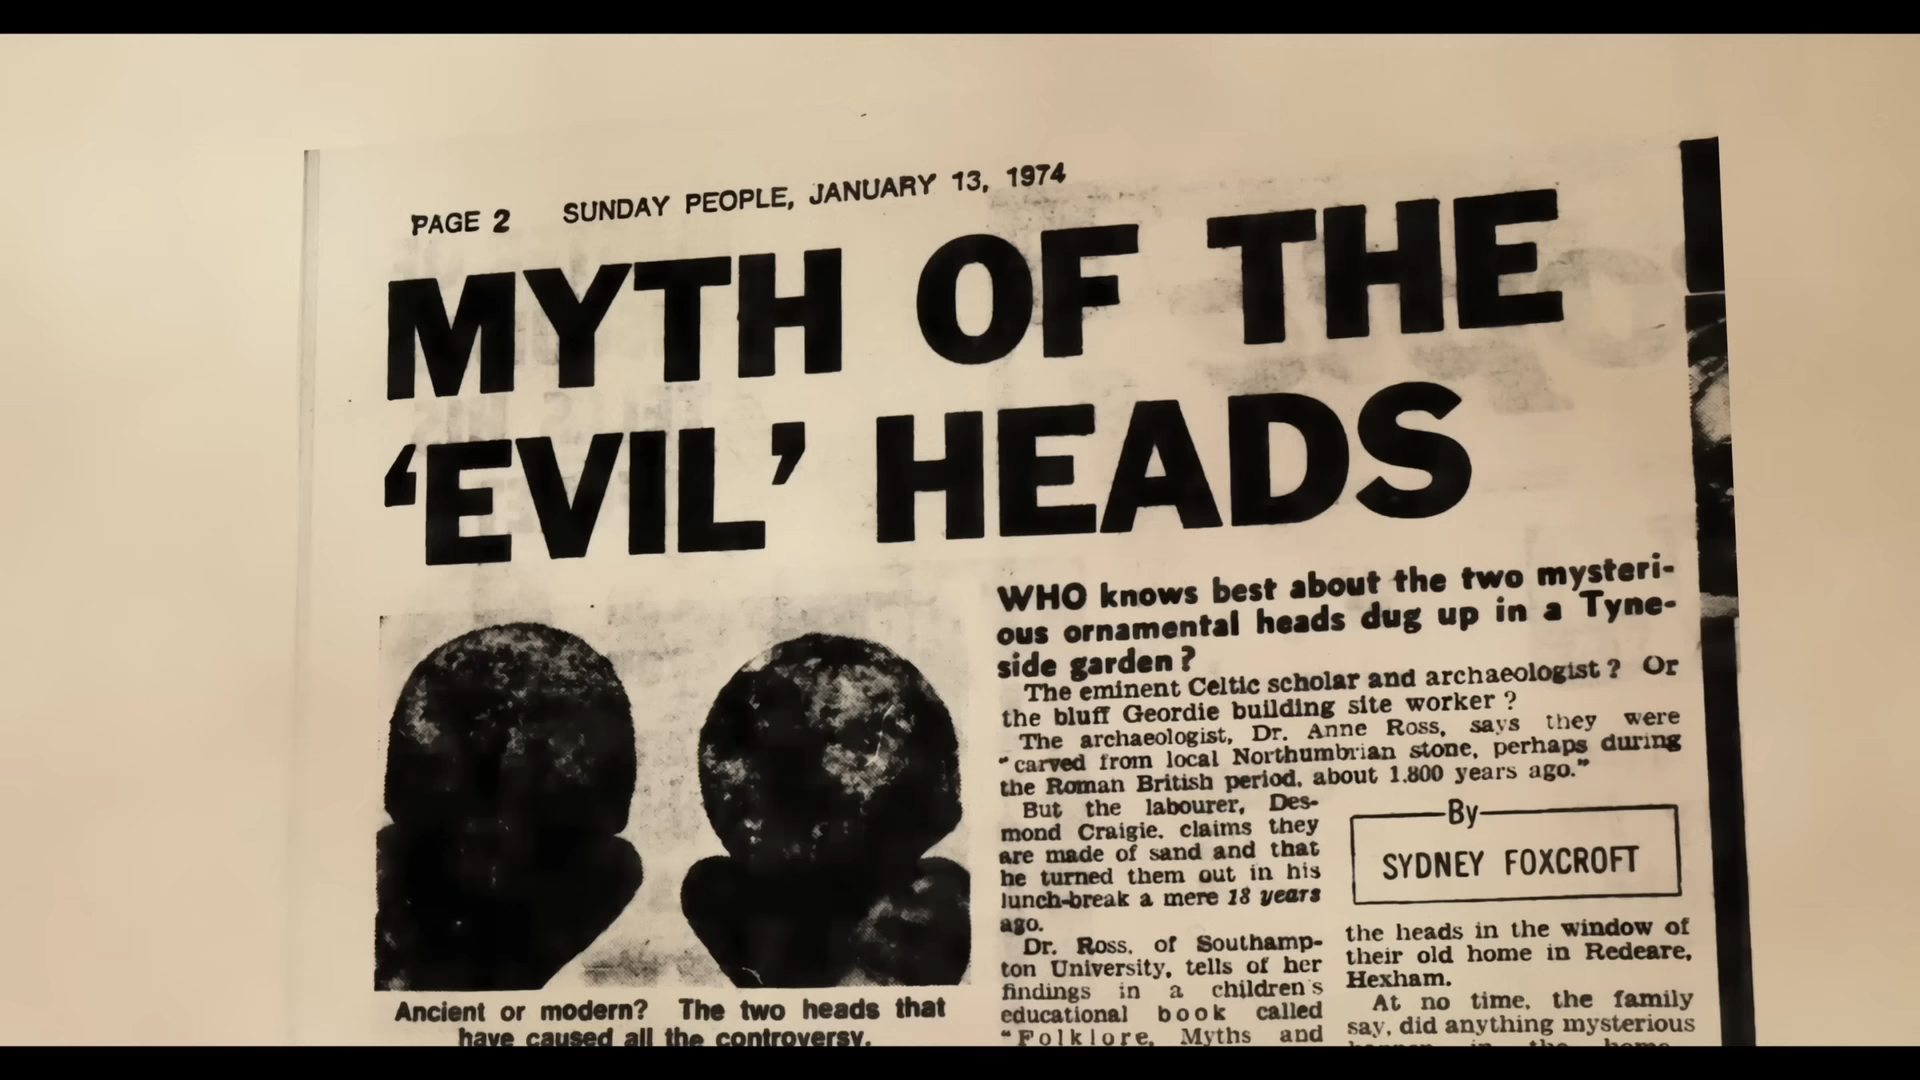 PAGE 2 SUNDAY PEOPLE, JANUARY 13, 1974
MYTH OF THE
‘EVIL’ HEADS
WHO knows best about the two mysteri-
ous ornamental heads dug up in a Tyne-
side garden?
The eminent Celtic scholar and archaeologist? Or
the bluff Geordie building site worker?
The archaeologist, Dr. Anne Ross, says they were
"carved from local Northumbrian stone, perhaps during
the Roman British period, about 1.800 years ago."
But the labourer, Des-
mond Craigie, claims they
are made of sand and that
he turned them out in his
lunch-break a mere 18 years
ago.
Dr. Ross, of Southamp-
ton University, tells of her
findings in a children's
educational book called
"Folklore, Myths and
By
SYDNEY FOXCROFT
the heads in the window of
their old home in Redeare,
Hexham.
At no time, the family
say, did anything mysterious
Ancient or modern? The two heads that
have caused all the controversy.